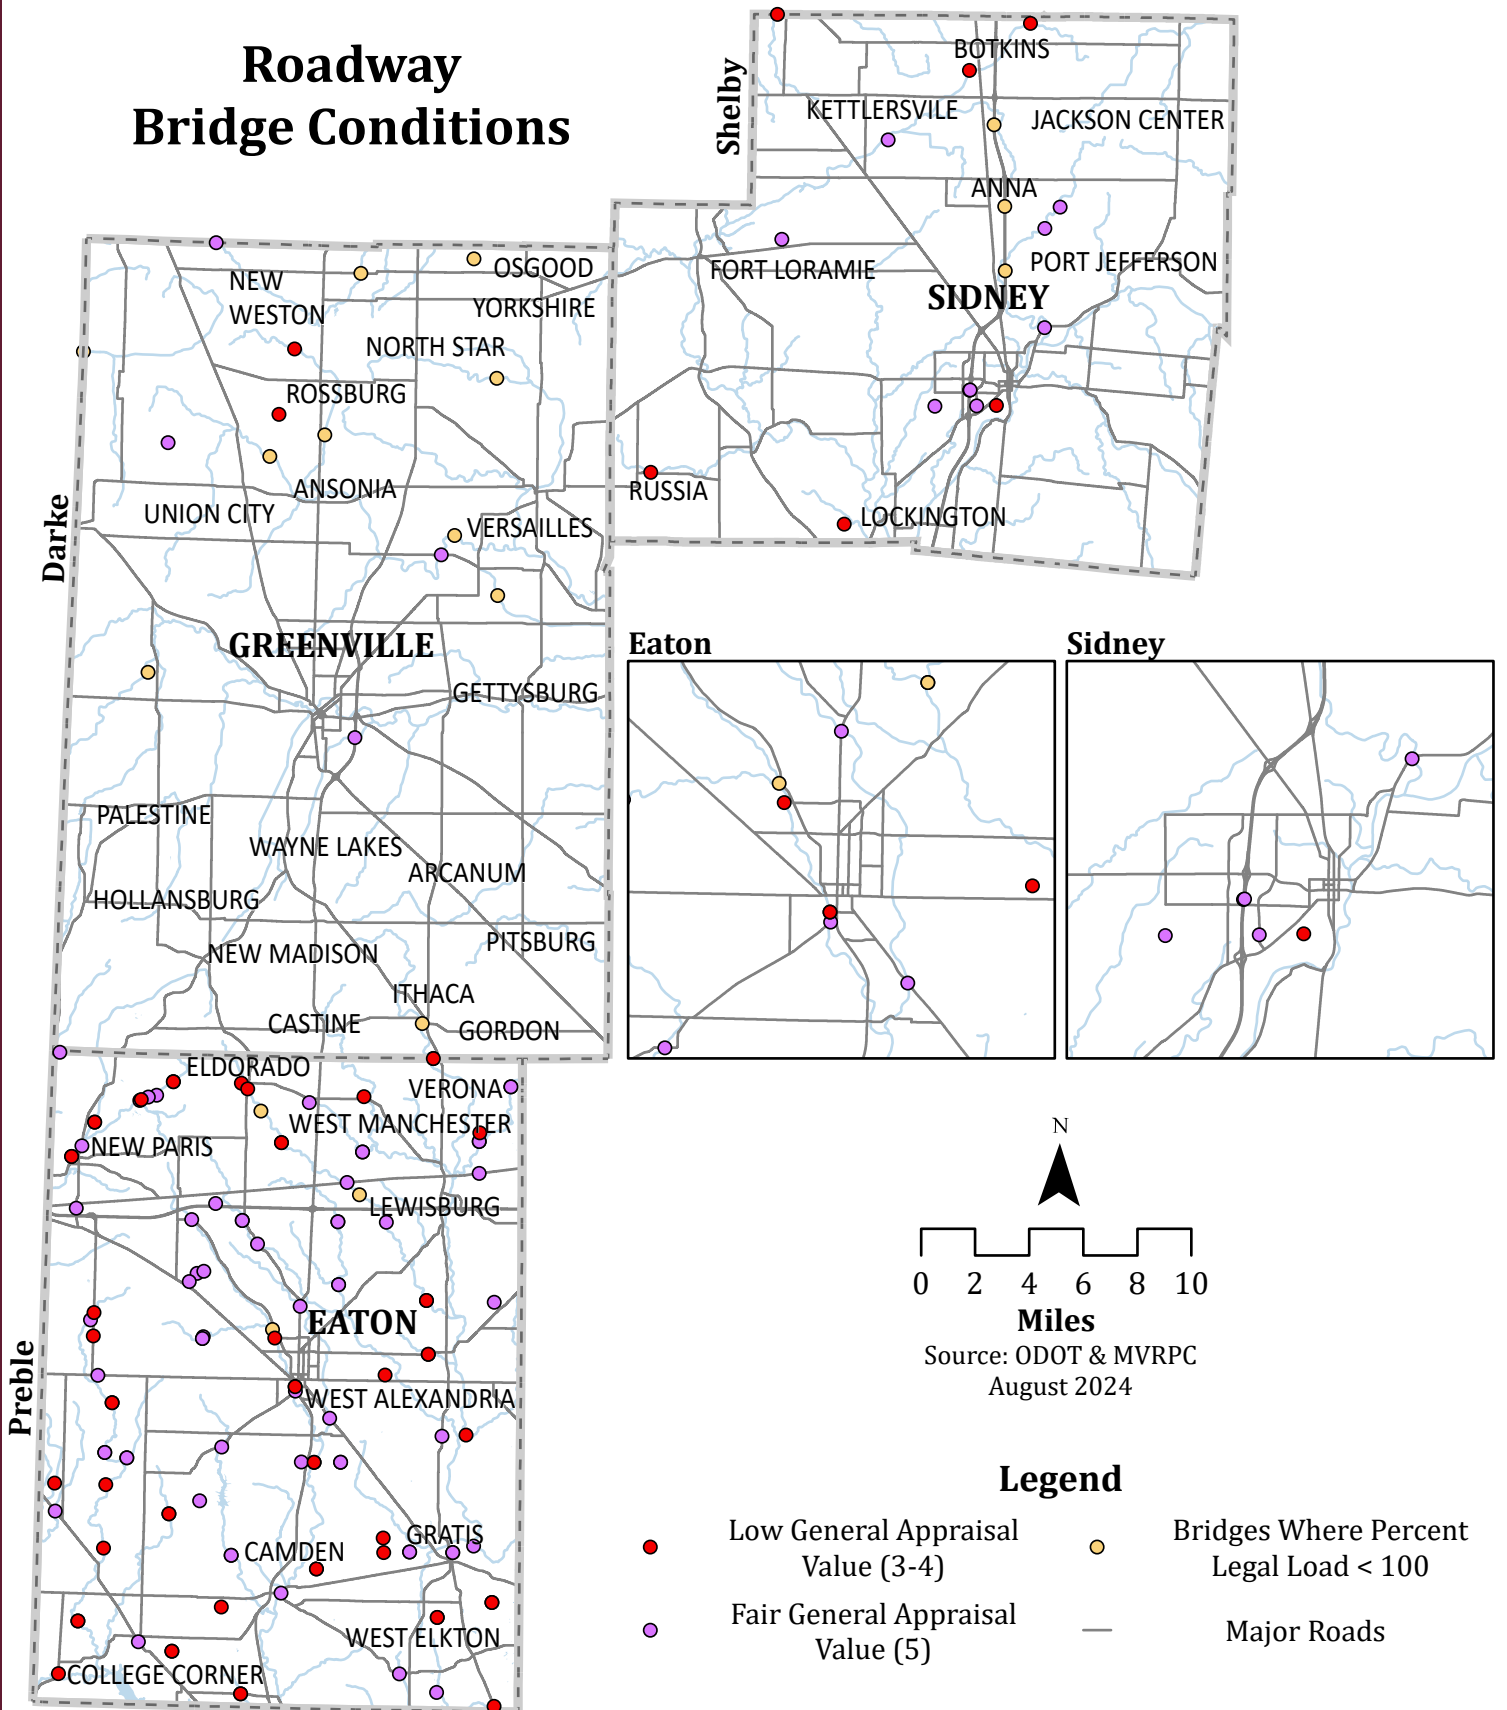 Roadway
Bridge Conditions
Shelby
BOTKINS
KETTLERSVILE
JACKSON CENTER
ANNA
PORT JEFFERSON
FORT LORAMIE
SIDNEY
RUSSIA
LOCKINGTON
Darke
NEW
WESTON
OSGOOD
YORKSHIRE
NORTH STAR
ROSSBURG
ANSONIA
UNION CITY
VERSAILLES
GREENVILLE
GETTYSBURG
PALESTINE
WAYNE LAKES
ARCANUM
HOLLANSBURG
PITSBURG
NEW MADISON
ITHACA
CASTINE
GORDON
Eaton
Sidney
Preble
ELDORADO
VERONA
WEST MANCHESTER
NEW PARIS
LEWISBURG
EATON
WEST ALEXANDRIA
GRATIS
CAMDEN
WEST ELKTON
COLLEGE CORNER
N
0 2 4 6 8 10
Miles
Source: ODOT & MVRPC
August 2024
Legend
Low General Appraisal
Value (3-4)
Bridges Where Percent
Legal Load < 100
Fair General Appraisal
Value (5)
Major Roads